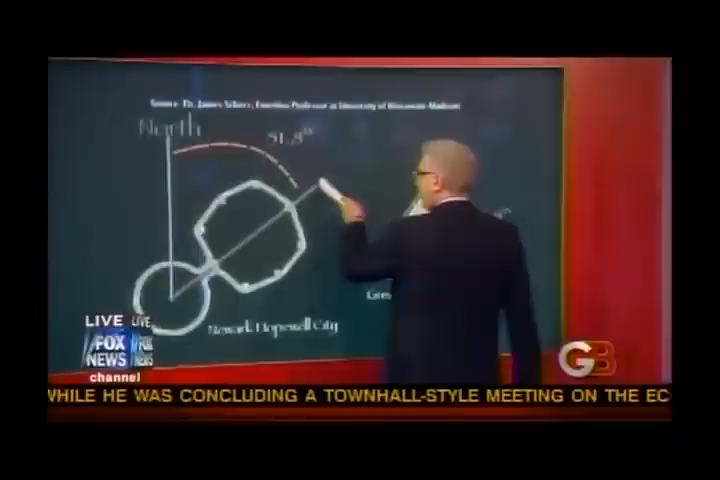 Source: Dr. James Scherz, Emeritus Professor at University of Wisconsin-Madison
North
51.8°
Newark Hopewell City
LIVE
FOX
NEWS
channel
GB
WHILE HE WAS CONCLUDING A TOWNHALL-STYLE MEETING ON THE EC